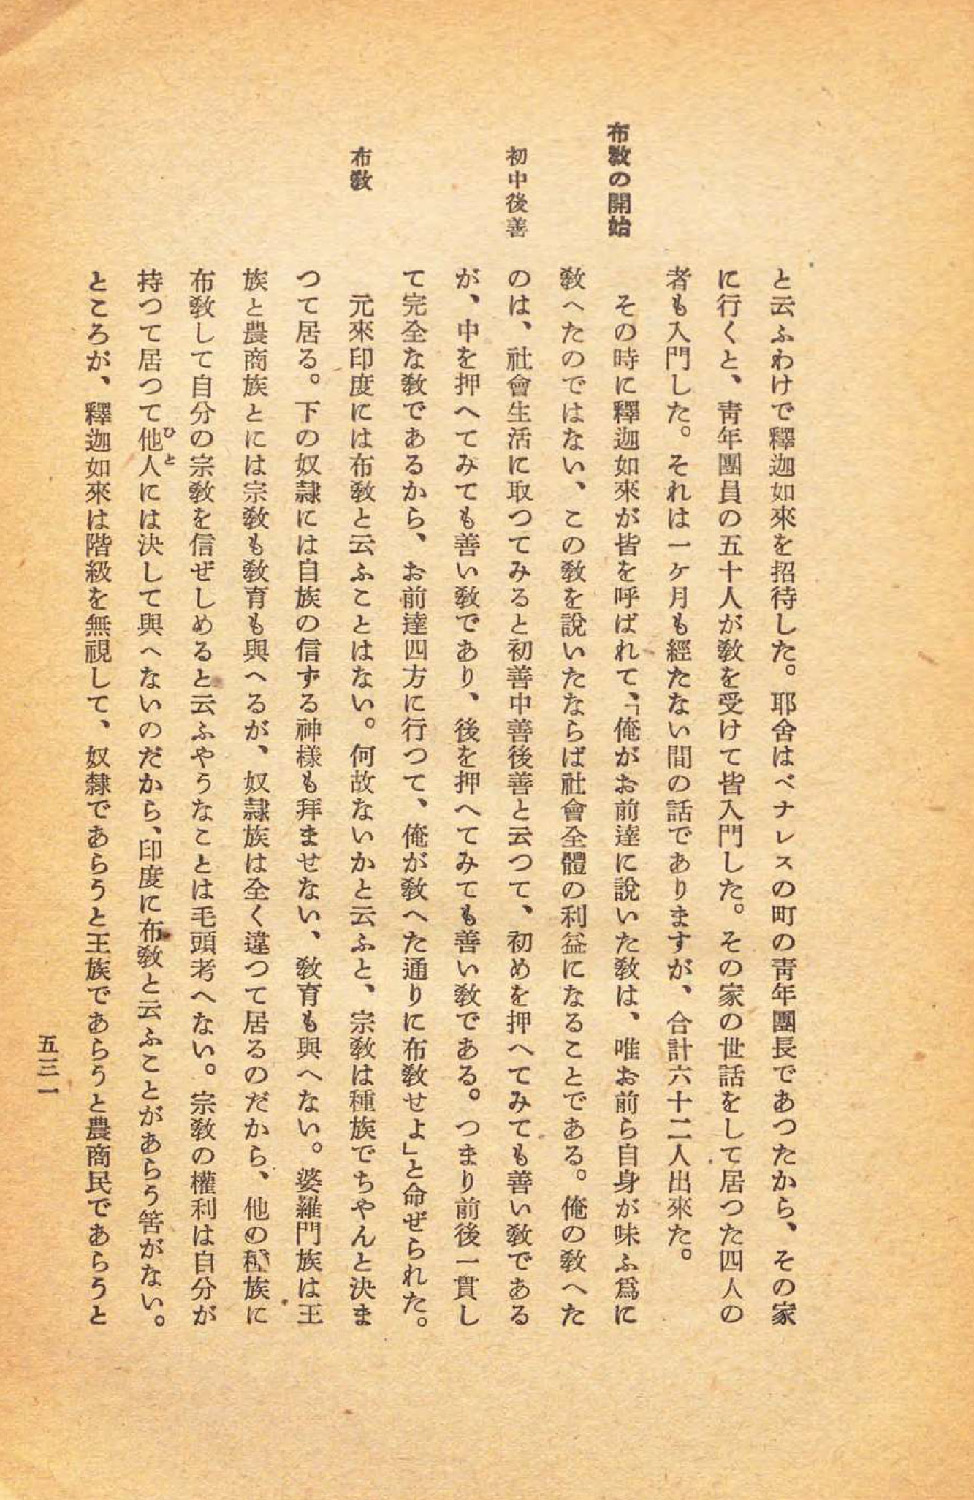 と云ふわけで釋迦如來を招待した。耶舍はベナレスの町の靑年團長であつたから、その家
に行くと、靑年團員の五十人が敎を受けて皆入門した。その家の世話をして居つた四人の
者も入門した。それは一ヶ月も經たない間の話でありますが、合計六十二人出來た。
布敎の開始
その時に釋迦如來が皆を呼ばれて、「俺がお前達に說いた敎は、唯お前ら自身が味ふ爲に
敎へたのではない、この敎を說いたならば社會全體の利益になることである。俺の敎へた
初中後善
のは、社會生活に取つてみると初善中善後善と云つて、初めを押へてみても善い敎である
が、中を押へてみても善い敎であり、後を押へてみても善い敎である。つまり前後一貫し
て完全な敎であるから、お前達四方に行つて、俺が敎へた通りに布敎せよ」と命ぜられた。
布敎
元來印度には布敎と云ふことはない。何故ないかと云ふと、宗敎は種族でちやんと決ま
つて居る。下の奴隷には自族の信ずる神樣も拜ませない、敎育も與へない。婆羅門族は王
族と農商族とには宗敎も敎育も與へるが、奴隷族は全く違つて居るのだから、他の種族に
布敎して自分の宗敎を信ぜしめると云ふやうなことは毛頭考へない。宗敎の權利は自分が
持つて居つて他人には決して與へないのだから、印度に布敎と云ふことがあらう筈がない。
ひと
ところが、釋迦如來は階級を無視して、奴隷であらうと王族であらうと農商民であらうと
五三一